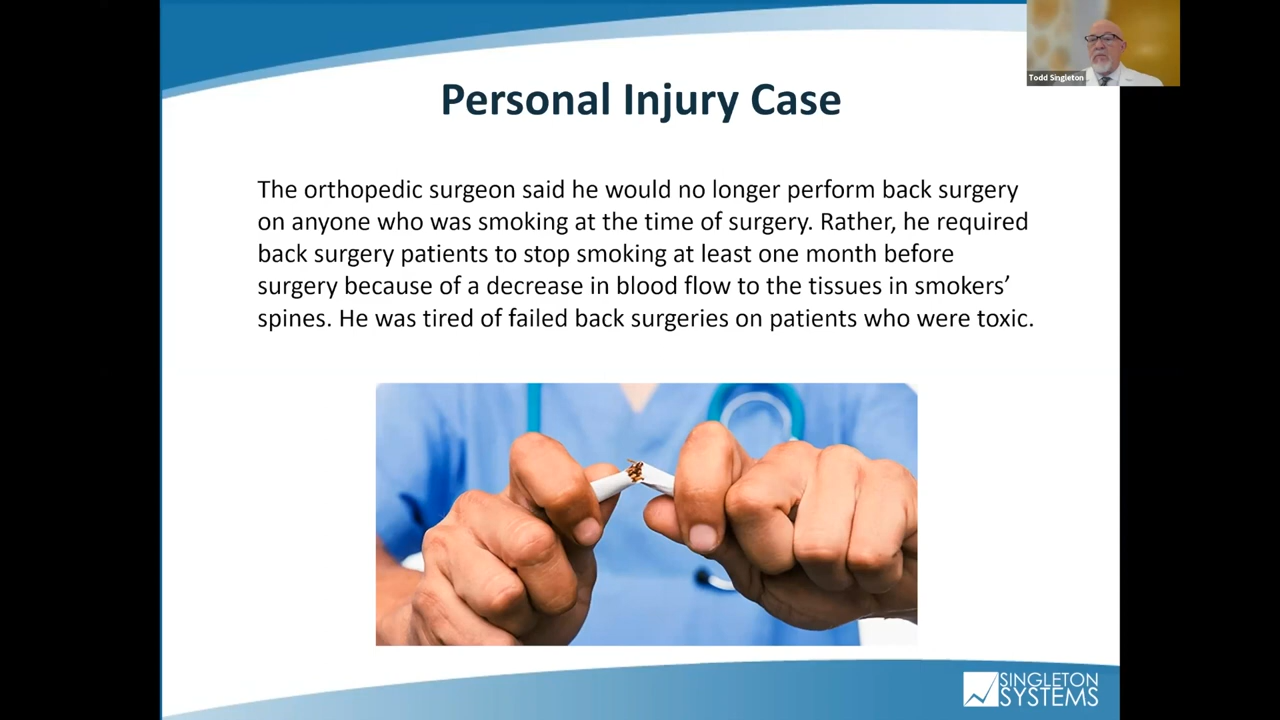 Todd Singleton
Personal Injury Case
The orthopedic surgeon said he would no longer perform back surgery
on anyone who was smoking at the time of surgery. Rather, he required
back surgery patients to stop smoking at least one month before
surgery because of a decrease in blood flow to the tissues in smokers’
spines. He was tired of failed back surgeries on patients who were toxic.
SINGLETON
SYSTEMS